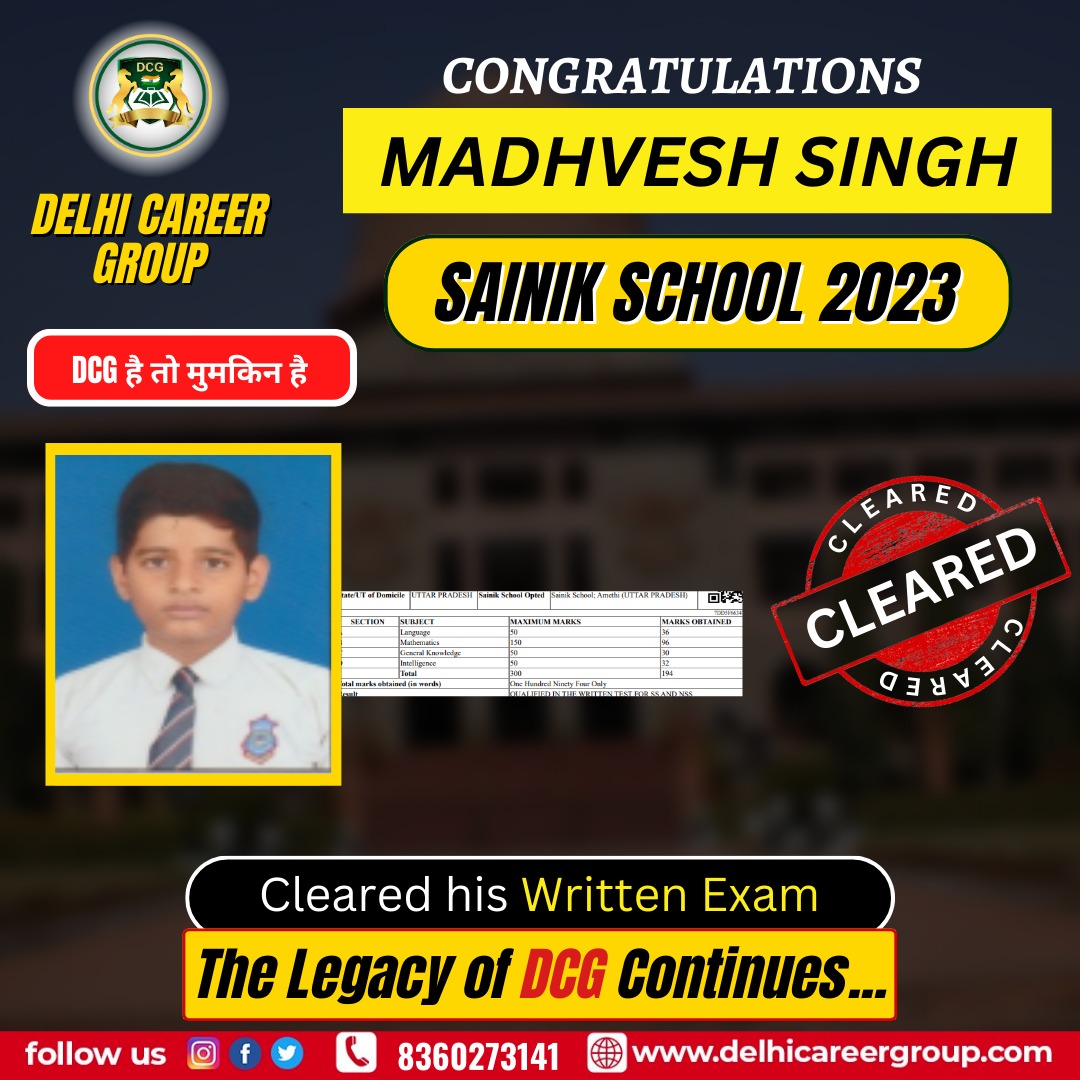 DCG
DELHI CAREER
GROUP
CONGRATULATIONS
MADHVESH SINGH
SAINIK SCHOOL 2023
DCG है तो मुमकिन है
tate/UT of Domicile UTTAR PRADESH Sainik School Opted Sainik School; Amethi (UTTAR PRADESH)
SECTION SUBJECT MAXIMUM MARKS MARKS OBTAINED
Language 50 36
Mathematics 150 96
General Knowledge 50 30
Intelligence 50 32
Total 300 194
otal marks obtained (in words) One Hundred Ninety Four Only
esult QUALIFIED IN THE WRITTEN TEST FOR SS AND NSS
CLEARED
CLEARED
CLEARED
Cleared his Written Exam
The Legacy of DCG Continues...
follow us 8360273141 www.delhicareergroup.com